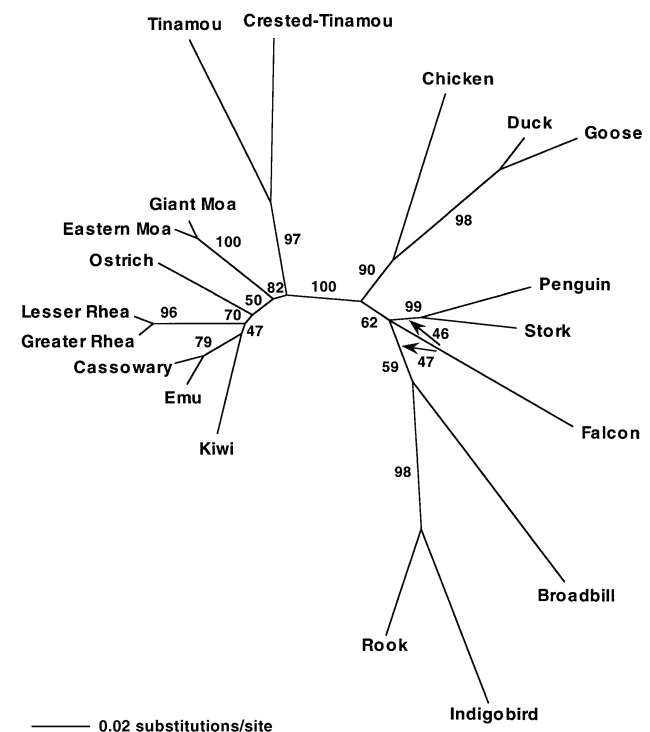 Tinamou
Crested-Tinamou
Chicken
Duck
Goose
Giant Moa
Eastern Moa
100
97
98
Ostrich
90
82
100
50
Penguin
Lesser Rhea
96
70
99
62
Stork
47
46
Greater Rhea
79
Cassowary
59
47
Emu
Falcon
Kiwi
98
Broadbill
Rook
Indigobird
0.02 substitutions/site